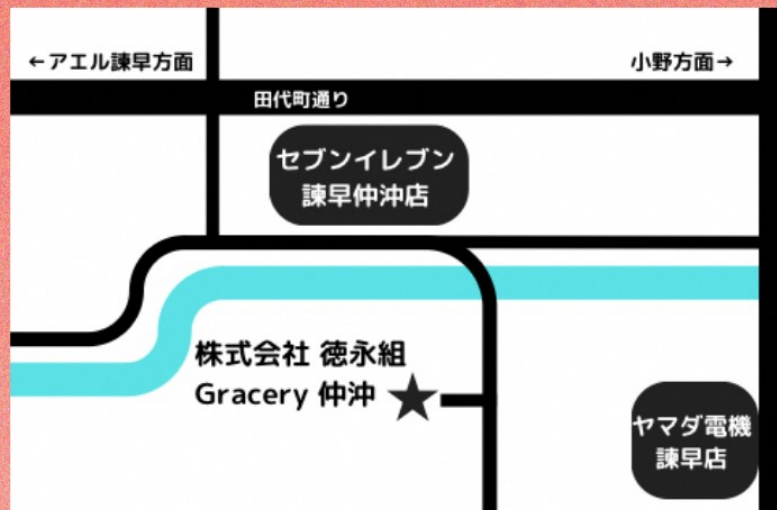 ←アエル諫早方面
小野方面→
田代町通り
セブンイレブン
諫早仲沖店
株式会社 徳永組
Gracery 仲沖
ヤマダ電機
諫早店